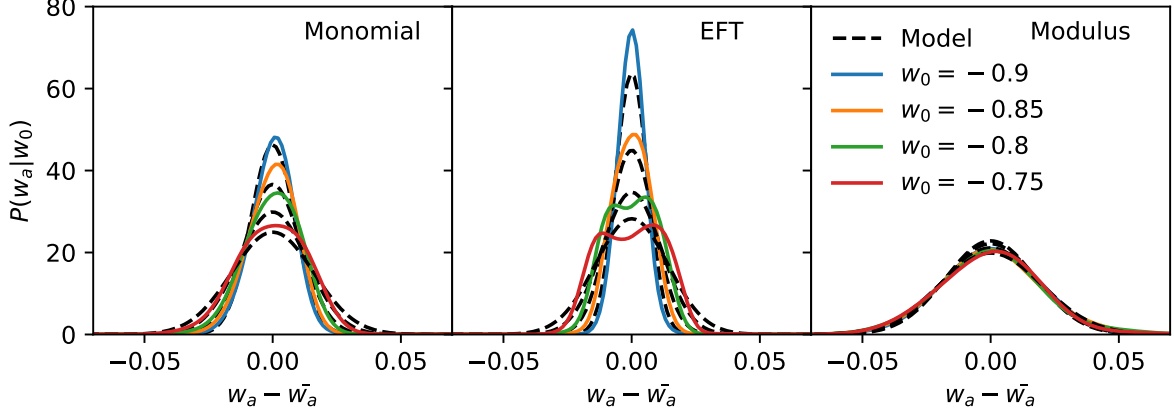 80
60
40
20
0
P(w_a|w_0)
Monomial
EFT
Modulus
Model
w_0 = −0.9
w_0 = −0.85
w_0 = −0.8
w_0 = −0.75
−0.05 0.00 0.05
−0.05 0.00 0.05
−0.05 0.00 0.05
w_a − w̄_a
w_a − w̄_a
w_a − w̄_a